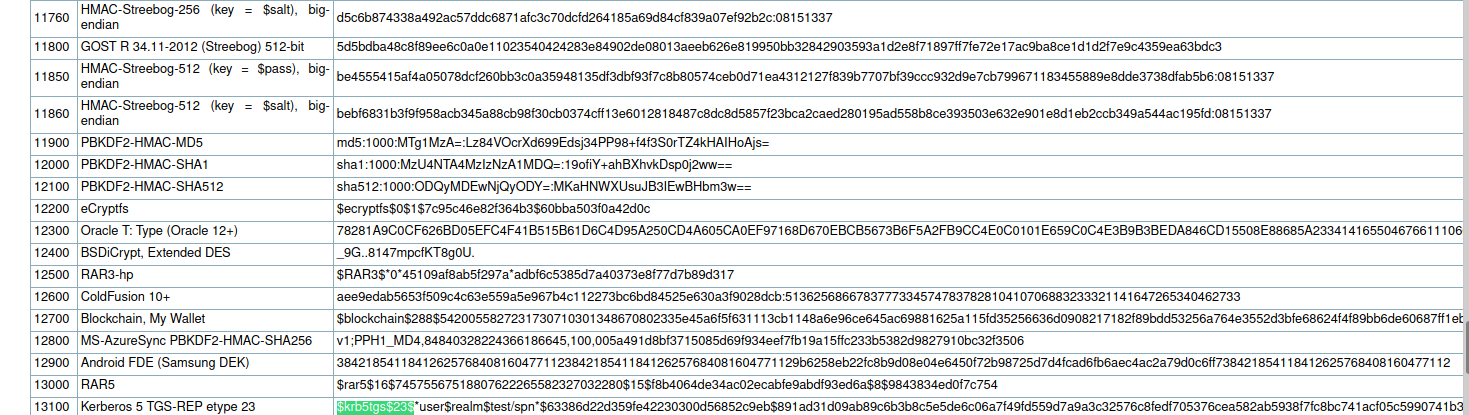 11760 HMAC-Streebog-256 (key = $salt), big-
endian d5c6b874338a492ac57ddc6871afc3c70dcfd264185a69d84cf839a07ef92b2c:08151337
11800 GOST R 34.11-2012 (Streebog) 512-bit 5d5bdba48c8f89ee6c0a0e11023540424283e84902de08013aeeb626e819950bb32842903593a1d2e8f71897ff7fe72e17ac9ba8ce1d1d2f7e9c4359ea63bdc3
11850 HMAC-Streebog-512 (key = $pass), big-
endian be4555415af4a05078dcf260bb3c0a35948135df3dbf93f7c8b80574ceb0d71ea4312127f839b7707bf39ccc932d9e7cb799671183455889e8dde3738dfab5b6:08151337
11860 HMAC-Streebog-512 (key = $salt), big-
endian bebf6831b3f9f958acb345a88cb98f30cb0374cff13e6012818487c8dc8d5857f23bca2caed280195ad558b8ce393503e632e901e8d1eb2ccb349a544ac195fd:08151337
11900 PBKDF2-HMAC-MD5 md5:1000:MTg1MzA=:Lz84VOcrXd699Edsj34PP98+f4f3S0rTZ4kHAIHoAjs=
12000 PBKDF2-HMAC-SHA1 sha1:1000:MzU4NTA4MzIzNzA1MDQ=:19ofiY+ahBXhvkDsp0j2ww==
12100 PBKDF2-HMAC-SHA512 sha512:1000:ODQyMDEwNjQyODY=:MKaHNWXUsuJB3IEwBHbm3w==
12200 eCryptfs $ecryptfs$0$1$7c95c46e82f364b3$60bba503f0a42d0c
12300 Oracle T: Type (Oracle 12+) 78281A9C0CF626BD05EFC4F41B515B61D6C4D95A250CD4A605CA0EF97168D670EBCB5673B6F5A2FB9CC4E0C0101E659C0C4E3B9B3BEDA846CD15508E88685A2334141655046766111066
12400 BSDiCrypt, Extended DES _9G..8147mpcfKT8g0U.
12500 RAR3-hp $RAR3$*0*45109af8ab5f297a*adbf6c5385d7a40373e8f77d7b89d317
12600 ColdFusion 10+ aee9edab5653f509c4c63e559a5e967b4c112273bc6bd84525e630a3f9028dcb:5136256866783777334574783782810410706883233321141647265340462733
12700 Blockchain, My Wallet $blockchain$288$5420055827231730710301348670802335e45a6f5f631113cb1148a6e96ce645ac69881625a115fd35256636d0908217182f89bdd53256a764e3552d3bfe68624f4f89bb6de60687ff1eb
12800 MS-AzureSync PBKDF2-HMAC-SHA256 v1;PPH1_MD4,84840328224366186645,100,005a491d8bf3715085d69f934eef7fb19a15ffc233b5382d9827910bc32f3506
12900 Android FDE (Samsung DEK) 38421854118412625768408160477112384218541184126257684081604771129b6258eb22fc8b9d08e04e6450f72b98725d7d4fcad6fb6aec4ac2a79d0c6ff738421854118412625768408160477112
13000 RAR5 $rar5$16$74575567518807622265582327032280$15$f8b4064de34ac02ecabfe9abdf93ed6a$8$9843834ed0f7c754
13100 Kerberos 5 TGS-REP etype 23 $krb5tgs$23$*user$realm$test/spn*$63386d22d359fe42230300d56852c9eb$891ad31d09ab89c6b3b8c5e5de6c06a7f49fd559d7a9a3c32576c8fedf705376cea582ab5938f7fc8bc741acf05c5990741b3